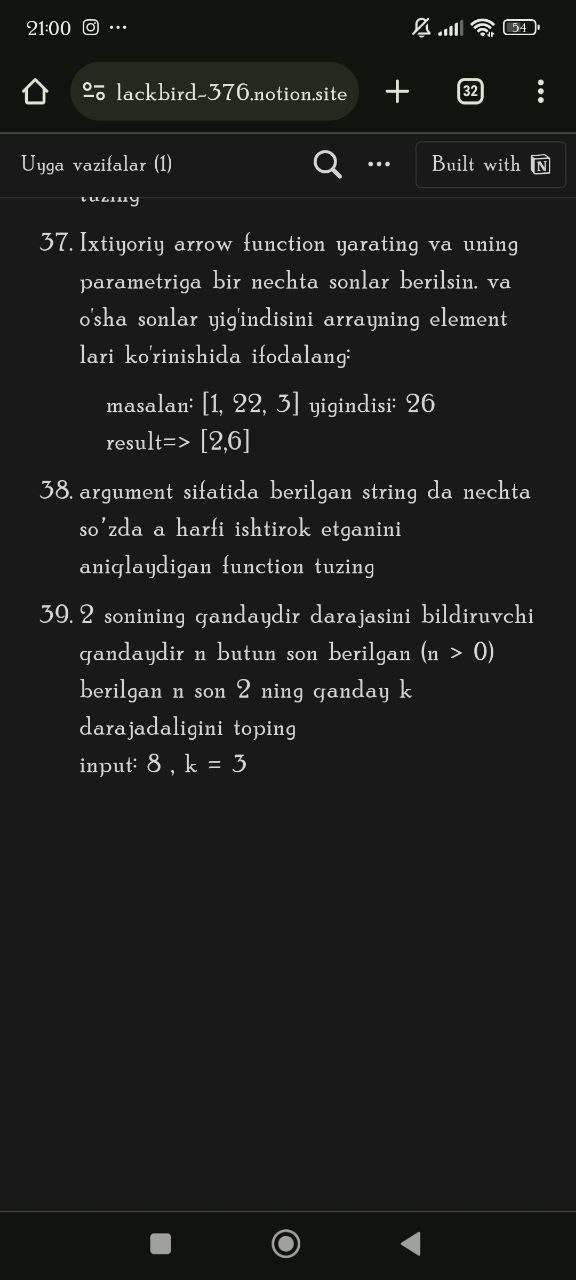 21:00
54
lackbird-376.notion.site
32
Uyga vazifalar (1)
Built with N
tuzing
37. Ixtiyoriy arrow function yarating va uning
parametriga bir nechta sonlar berilsin. va
o'sha sonlar yig'indisini arrayning element
lari ko'rinishida ifodalang:
masalan: [1, 22, 3] yigindisi: 26
result=> [2,6]
38. argument sifatida berilgan string da nechta
so’zda a harfi ishtirok etganini
aniqlaydigan function tuzing
39. 2 sonining qandaydir darajasini bildiruvchi
qandaydir n butun son berilgan (n > 0)
berilgan n son 2 ning qanday k
darajadaligini toping
input: 8 , k = 3